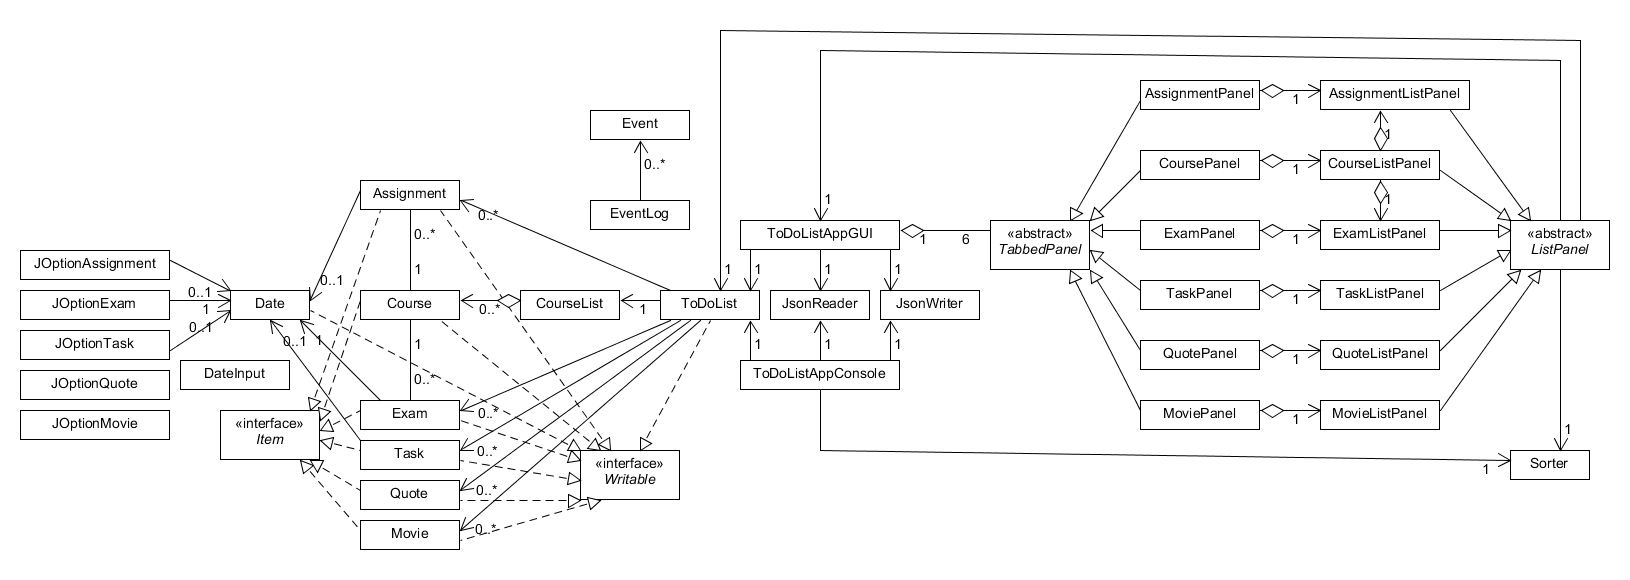 AssignmentPanel
1
AssignmentListPanel
Event
0..*
1
CoursePanel
1
CourseListPanel
Assignment
0..*
EventLog
1
1
ToDoListAppGUI
1
6
«abstract»
TabbedPanel
ExamPanel
1
ExamListPanel
«abstract»
ListPanel
0..*
JOptionAssignment
0..1
0..1
1
1
1
1
1
JOptionExam
1
Date
Course
0..*
CourseList
1
ToDoList
JsonReader
JsonWriter
TaskPanel
1
TaskListPanel
JOptionTask
0..1
0..1
1
1
1
1
1
QuotePanel
1
QuoteListPanel
DateInput
ToDoListAppConsole
JOptionQuote
0..*
JOptionMovie
«interface»
Item
Exam
0..*
MoviePanel
1
MovieListPanel
1
Task
0..*
«interface»
Writable
1
Sorter
Quote
0..*
Movie
0..*